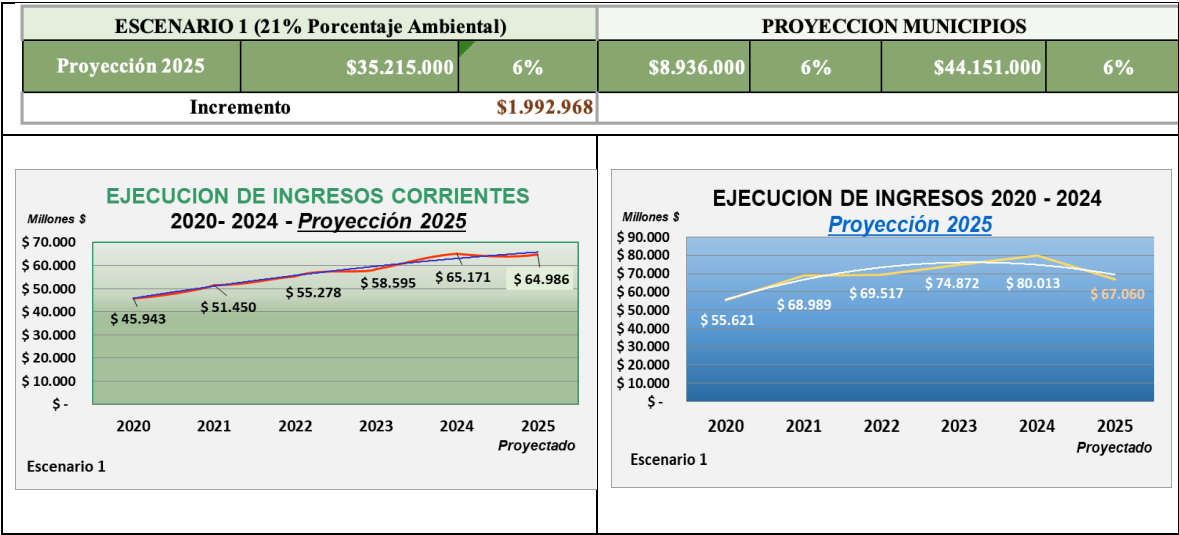 ESCENARIO 1 (21% Porcentaje Ambiental) PROYECCION MUNICIPIOS
Proyección 2025 $35.215.000 6% $8.936.000 6% $44.151.000 6%
Incremento $1.992.968
EJECUCION DE INGRESOS CORRIENTES
2020- 2024 - Proyección 2025
Millones $
$ 70.000
$ 60.000
$ 50.000
$ 40.000
$ 30.000
$ 20.000
$ 10.000
$ -
$ 45.943
$ 51.450
$ 55.278
$ 58.595
$ 65.171
$ 64.986
2020 2021 2022 2023 2024 2025
Proyectado
Escenario 1
EJECUCION DE INGRESOS 2020 - 2024
Proyección 2025
Millones $
$ 90.000
$ 80.000
$ 70.000
$ 60.000
$ 50.000
$ 40.000
$ 30.000
$ 20.000
$ 10.000
$ -
$ 55.621
$ 68.989
$ 69.517
$ 74.872
$ 80.013
$ 67.060
2020 2021 2022 2023 2024 2025
Proyectado
Escenario 1